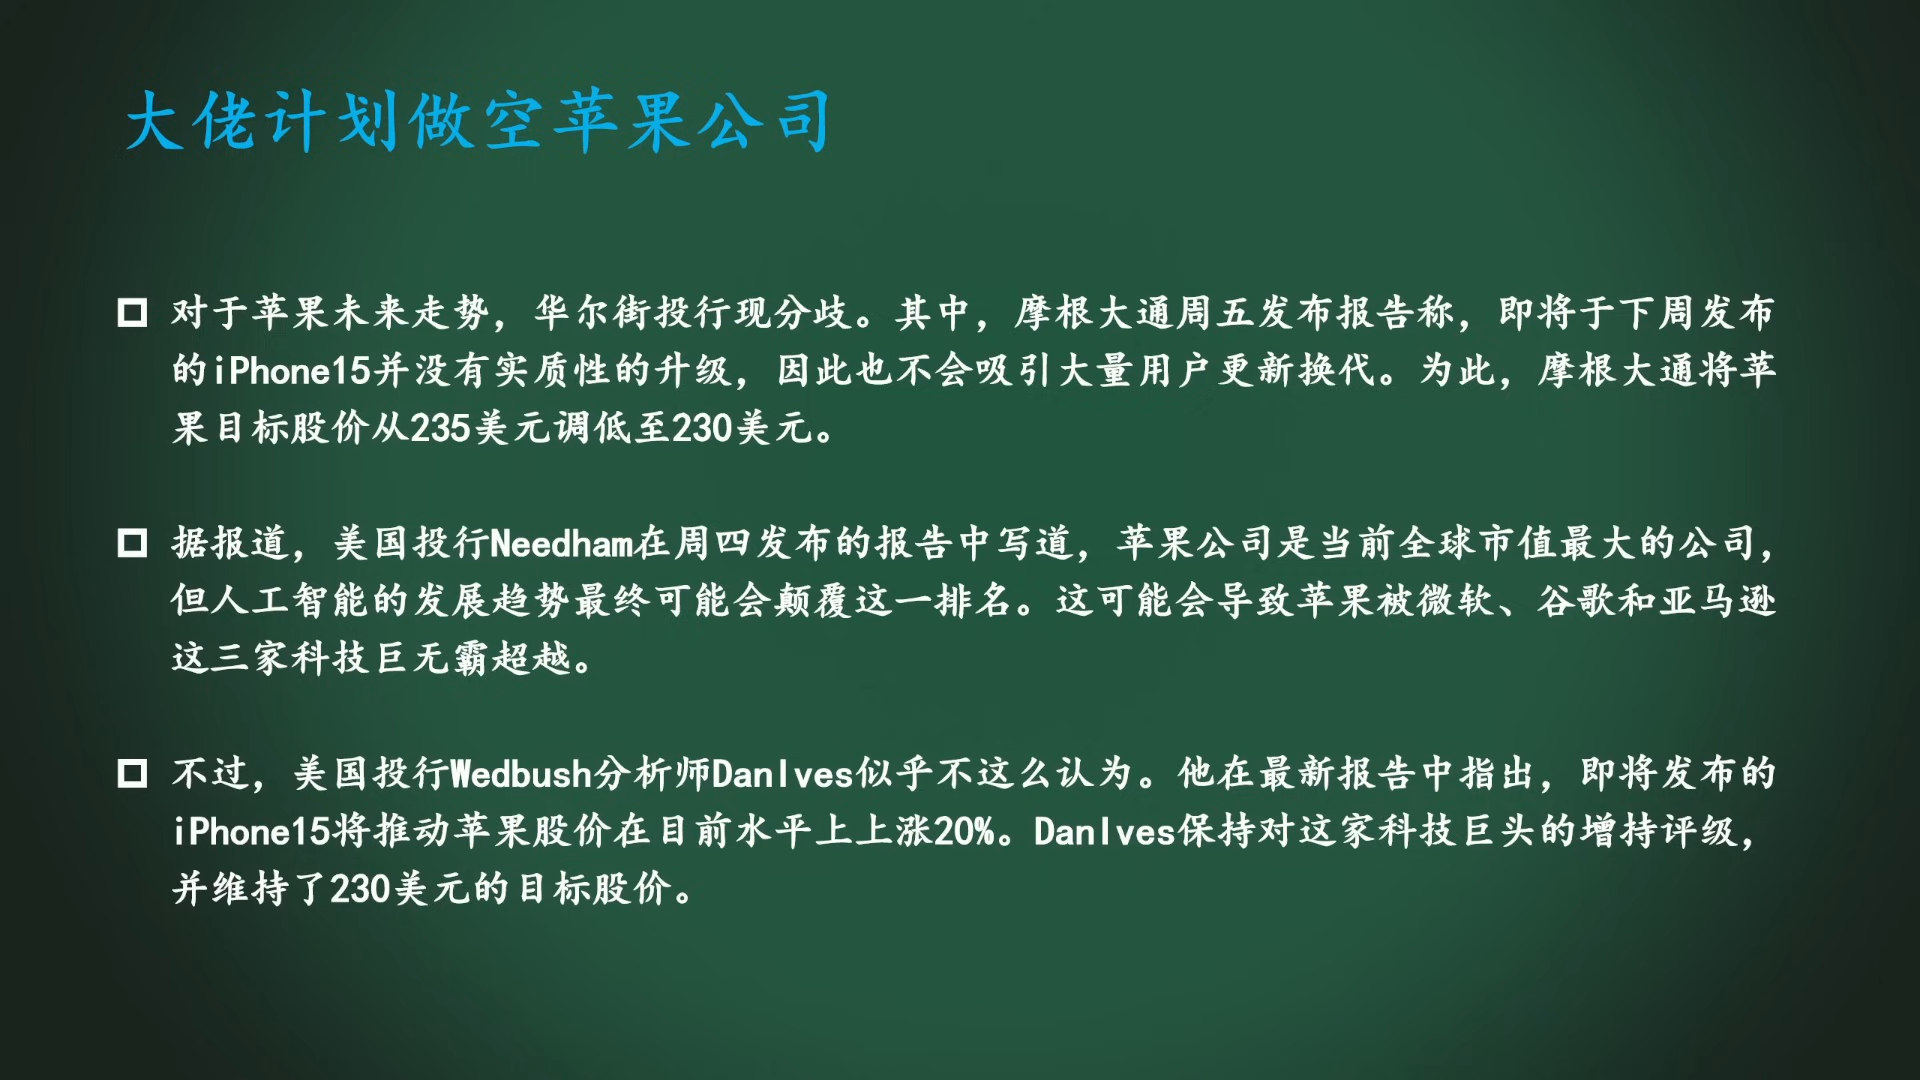 大佬计划做空苹果公司
对于苹果未来走势，华尔街投行现分歧。其中，摩根大通周五发布报告称，即将于下周发布
的iPhone15并没有实质性的升级，因此也不会吸引大量用户更新换代。为此，摩根大通将苹
果目标股价从235美元调低至230美元。
据报道，美国投行Needham在周四发布的报告中写道，苹果公司是当前全球市值最大的公司，
但人工智能的发展趋势最终可能会颠覆这一排名。这可能会导致苹果被微软、谷歌和亚马逊
这三家科技巨无霸超越。
不过，美国投行Wedbush分析师DanIves似乎不这么认为。他在最新报告中指出，即将发布的
iPhone15将推动苹果股价在目前水平上上涨20%。DanIves保持对这家科技巨头的增持评级，
并维持了230美元的目标股价。